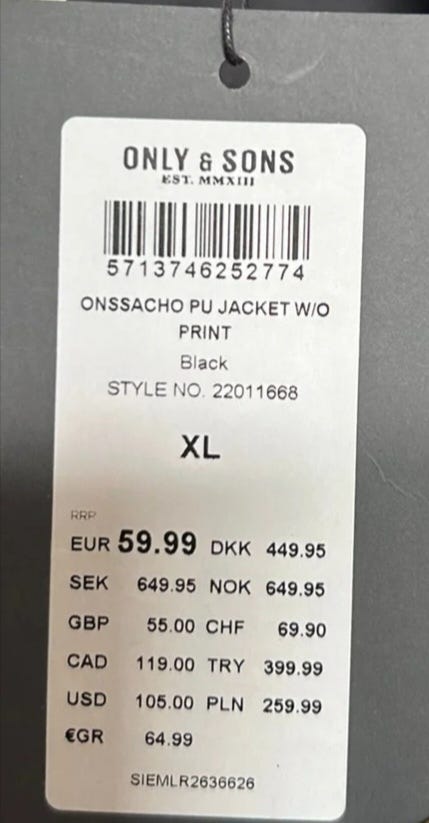 ONLY & SONS
EST. MMXIII
5713746252774
ONSSACHO PU JACKET W/O
PRINT
Black
STYLE NO. 22011668
XL
RRP
EUR 59.99 DKK 449.95
SEK 649.95 NOK 649.95
GBP 55.00 CHF 69.90
CAD 119.00 TRY 399.99
USD 105.00 PLN 259.99
€GR 64.99
SIEMLR2636626